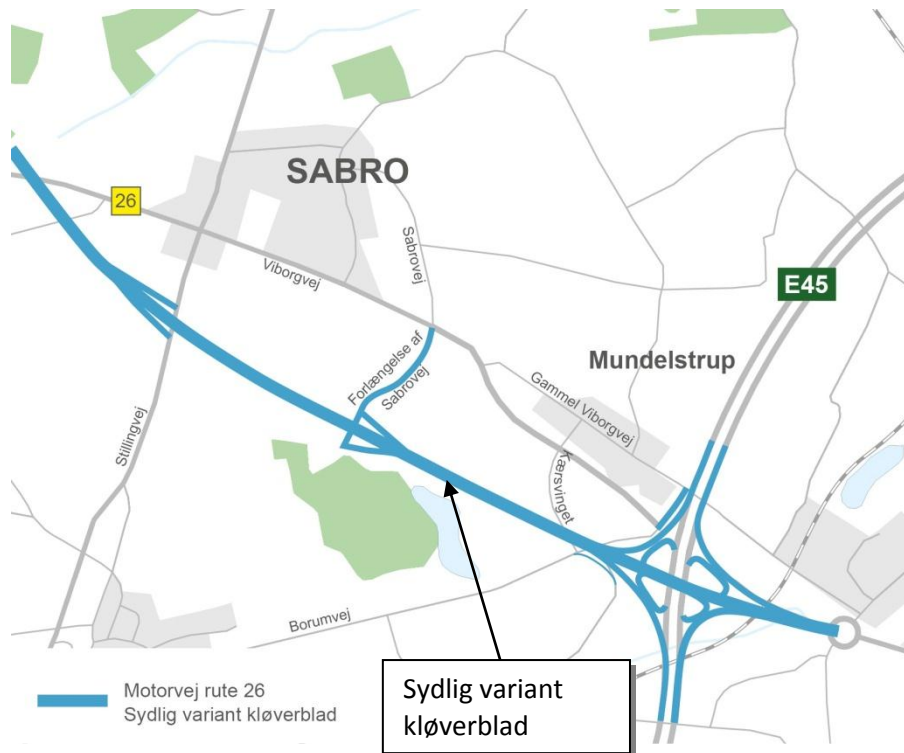 SABRO
26
Viborgvej
Sabrovej
E45
Mundelstrup
Forlængelse af
Sabrovej
Gammel Viborgvej
Stillingvej
Kærsvinget
Borumvej
Motorvej rute 26
Sydlig variant kløverblad
Sydlig variant
kløverblad